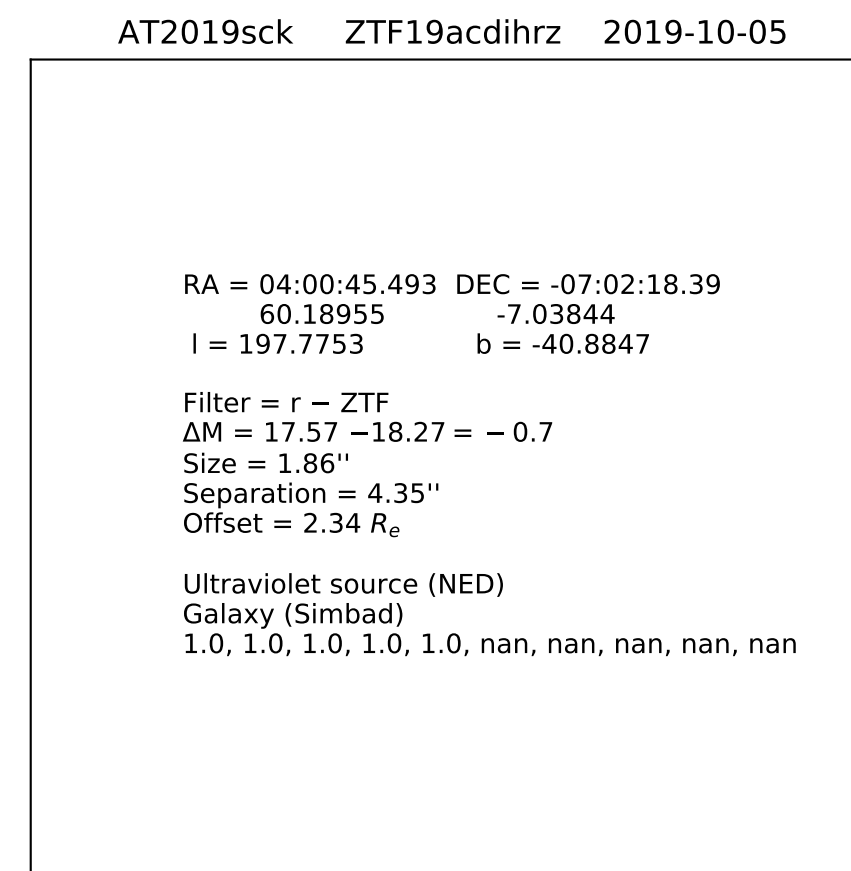 AT2019sck ZTF19acdihrz 2019-10-05
RA = 04:00:45.493 DEC = -07:02:18.39
60.18955 -7.03844
l = 197.7753 b = -40.8847
Filter = r − ZTF
ΔM = 17.57 −18.27 = − 0.7
Size = 1.86''
Separation = 4.35''
Offset = 2.34 Re
Ultraviolet source (NED)
Galaxy (Simbad)
1.0, 1.0, 1.0, 1.0, 1.0, nan, nan, nan, nan, nan